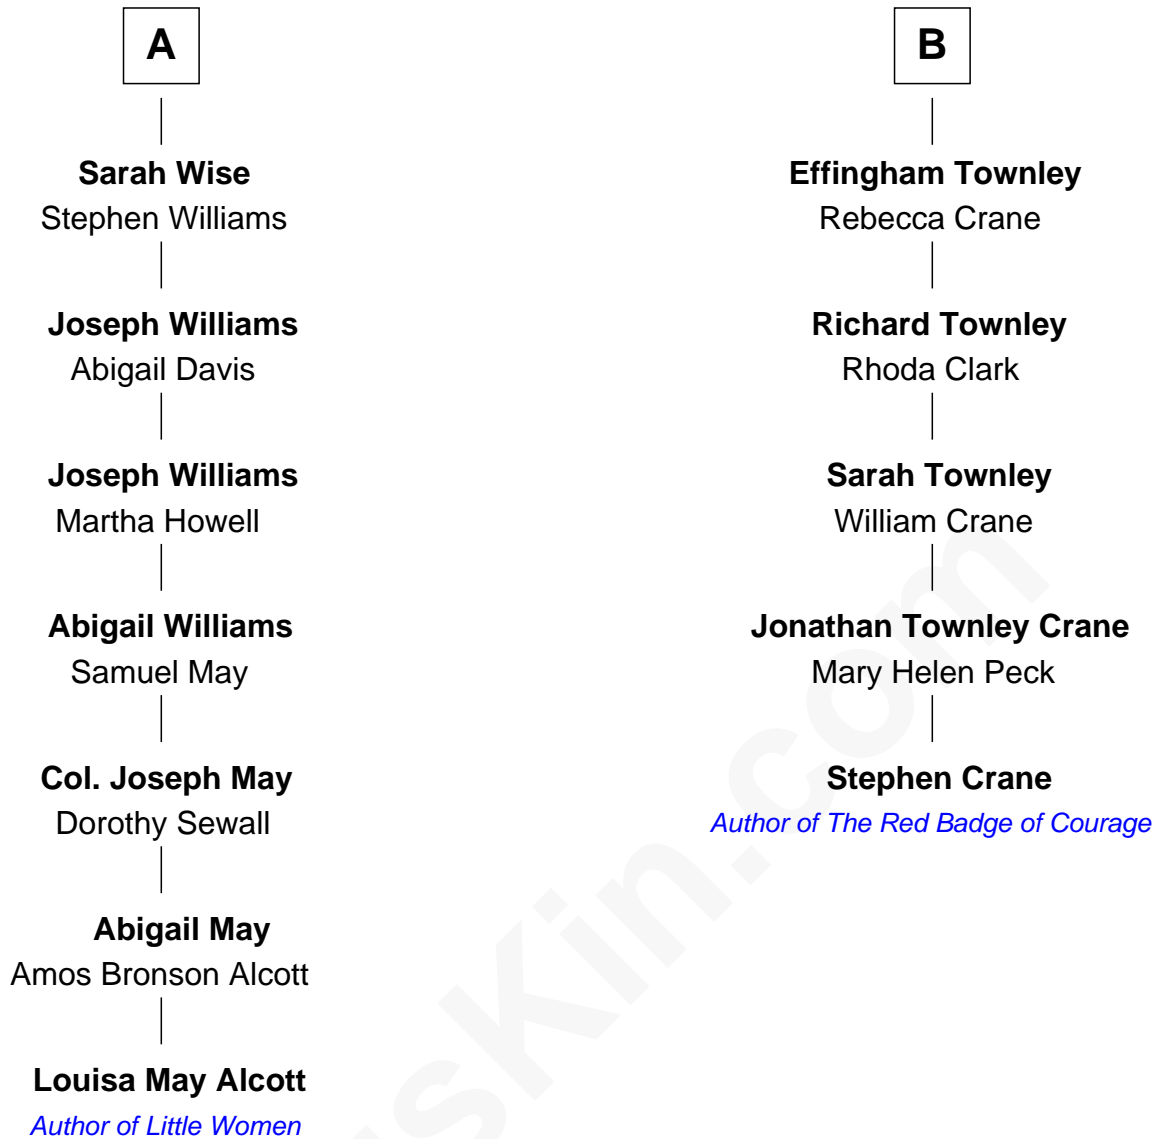 A
Sarah Wise
Stephen Williams
Joseph Williams
Abigail Davis
Joseph Williams
Martha Howell
Abigail Williams
Samuel May
Col. Joseph May
Dorothy Sewall
Abigail May
Amos Bronson Alcott
Louisa May Alcott
Author of Little Women
B
Effingham Townley
Rebecca Crane
Richard Townley
Rhoda Clark
Sarah Townley
William Crane
Jonathan Townley Crane
Mary Helen Peck
Stephen Crane
Author of The Red Badge of Courage
sKin.com